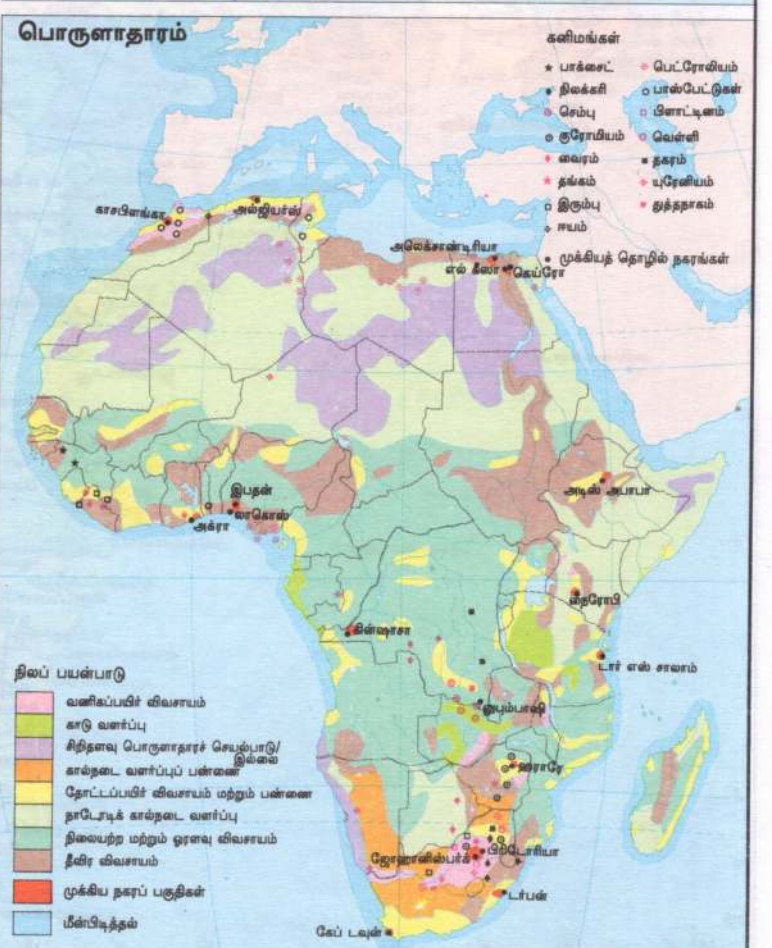 பொருளாதாரம்
கனிமங்கள்
பாக்சைட்
நிலக்கரி
செம்பு
குரோமியம்
வைரம்
தங்கம்
இரும்பு
ஈயம்
பெட்ரோலியம்
பாஸ்பேட்டுகள்
பிளாட்டினம்
வெள்ளி
தகரம்
யுரேனியம்
துத்தநாகம்
முக்கியத் தொழில் நகரங்கள்
காசபிளங்கா
அல்ஜியர்ஸ்
அலெக்சாண்டிரியா
எல் கீஸா
கெய்ரோ
இபதன்
லாகொஸ்
அக்ரா
அடிஸ் அபாபா
நைரோபி
கின்ஷாசா
டார் எஸ் சாலாம்
லுபும்பாஷி
ஹராரே
பிரிடோரியா
ஜோஹானிஸ்பர்க்
டர்பன்
கேப் டவுன்
நிலப் பயன்பாடு
வணிகப்பயிர் விவசாயம்
காடு வளர்ப்பு
சிறிதளவு பொருளாதாரச் செயல்பாடு/
இல்லை
கால்நடை வளர்ப்புப் பண்ணை
தோட்டப்பயிர் விவசாயம் மற்றும் பண்ணை
நாடோடிக் கால்நடை வளர்ப்பு
நிலையற்ற மற்றும் ஓரளவு விவசாயம்
தீவிர விவசாயம்
முக்கிய நகரப் பகுதிகள்
மீன்பிடித்தல்